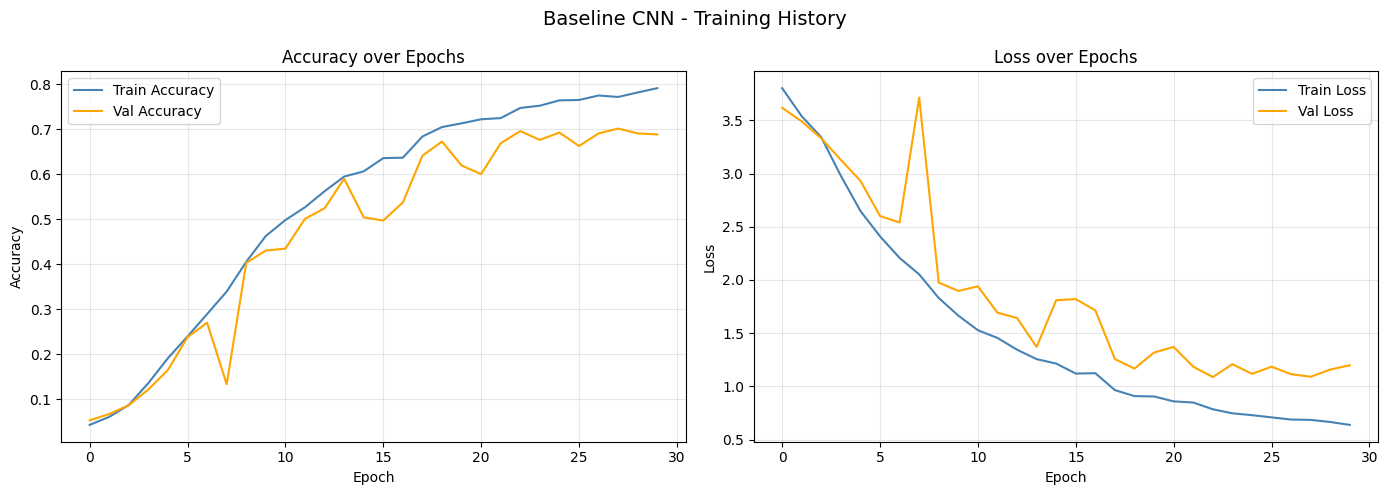 Baseline CNN - Training History
Accuracy over Epochs
Train Accuracy
Val Accuracy
0.8
0.7
0.6
0.5
0.4
0.3
0.2
0.1
Accuracy
0 5 10 15 20 25 30
Epoch
Loss over Epochs
Train Loss
Val Loss
3.5
3.0
2.5
2.0
1.5
1.0
0.5
Loss
0 5 10 15 20 25 30
Epoch